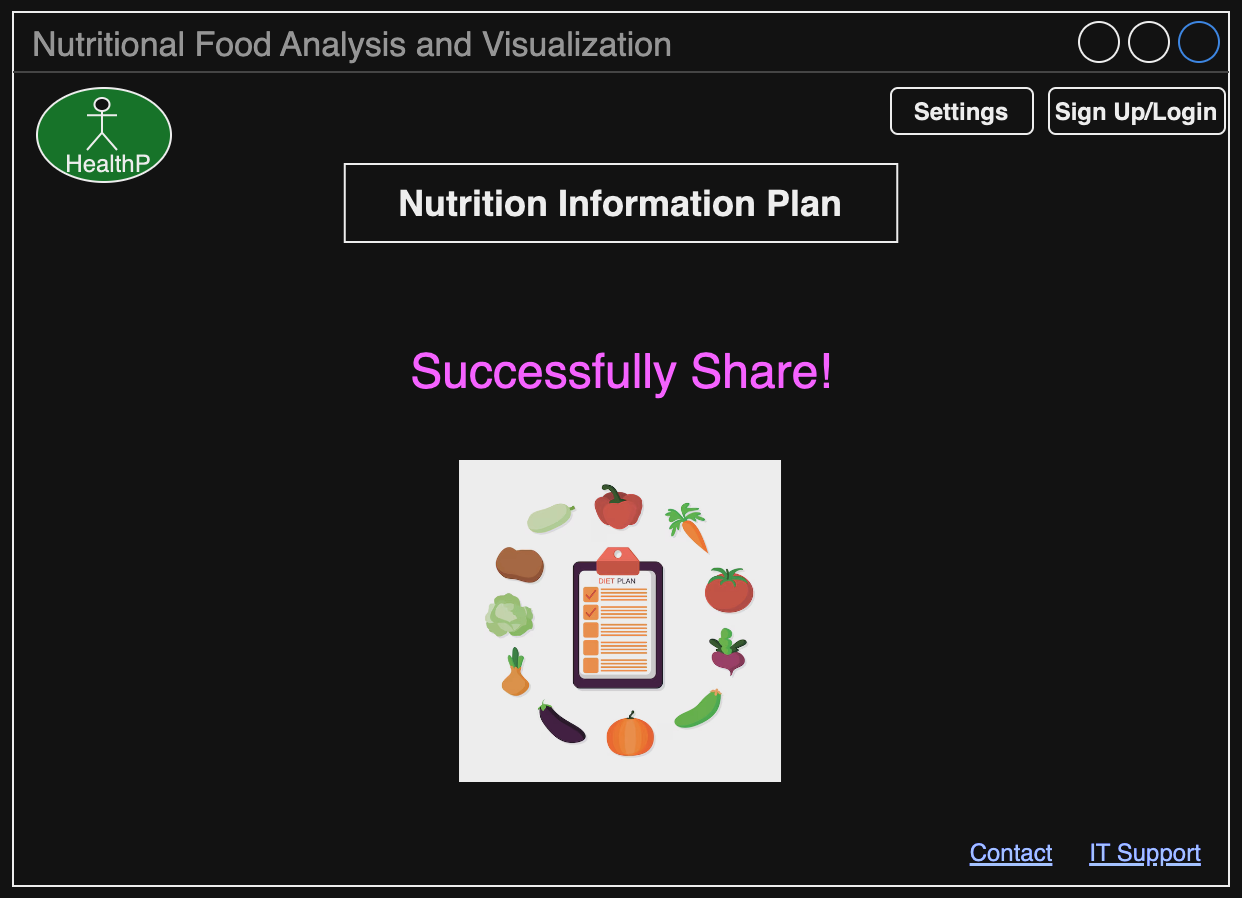 Nutritional Food Analysis and Visualization
HealthP
Settings
Sign Up/Login
Nutrition Information Plan
Successfully Share!
DIET PLAN
Contact
IT Support